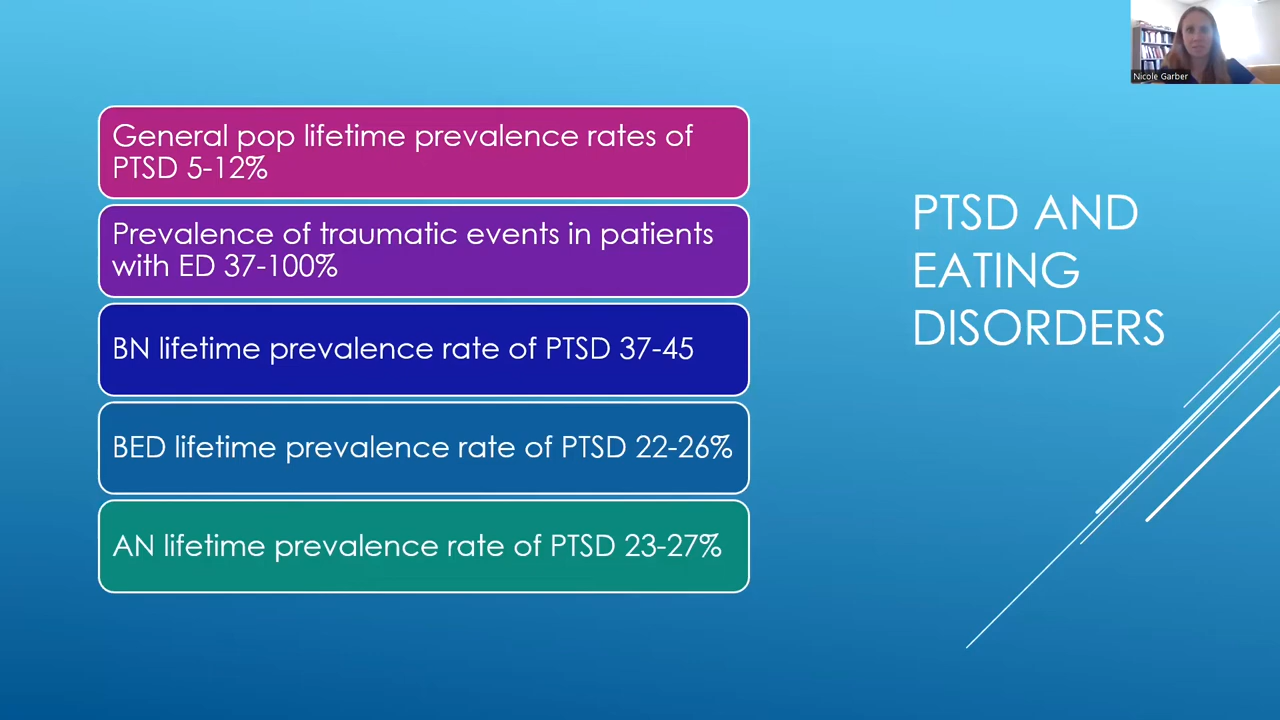 General pop lifetime prevalence rates of
PTSD 5-12%
Prevalence of traumatic events in patients
with ED 37-100%
BN lifetime prevalence rate of PTSD 37-45
BED lifetime prevalence rate of PTSD 22-26%
AN lifetime prevalence rate of PTSD 23-27%
PTSD AND
EATING
DISORDERS
Nicole Garber